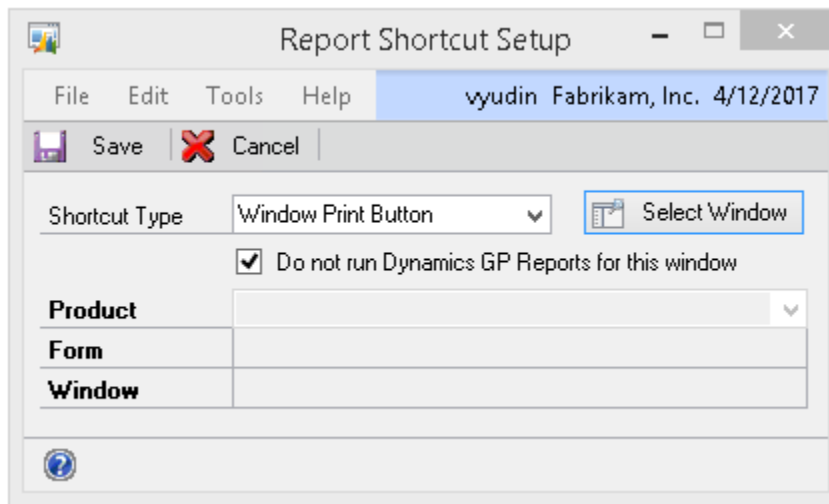 Report Shortcut Setup
File Edit Tools Help vyudin Fabrikam, Inc. 4/12/2017
Save Cancel
Shortcut Type Window Print Button Select Window
Do not run Dynamics GP Reports for this window
Product
Form
Window